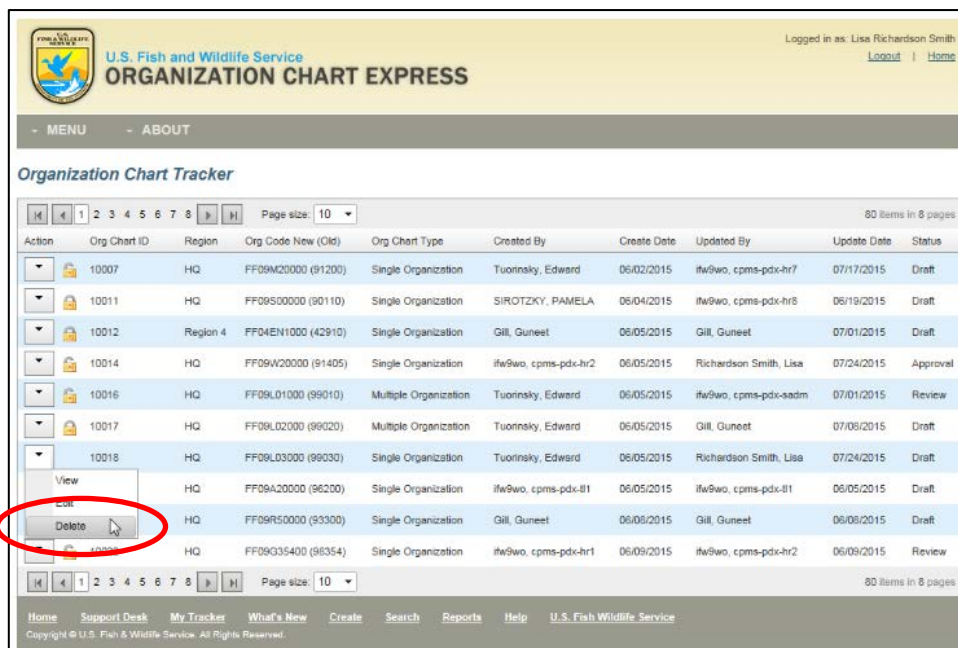 FISH & WILDLIFE
SERVICE
U.S. Fish and Wildlife Service
ORGANIZATION CHART EXPRESS
Logged in as: Lisa Richardson Smith
Logout | Home
MENU ABOUT
Organization Chart Tracker
1 2 3 4 5 6 7 8 Page size: 10 80 items in 8 pages
Action Org Chart ID Region Org Code New (Old) Org Chart Type Created By Create Date Updated By Update Date Status
10007 HQ FF09M20000 (91200) Single Organization Tuorinsky, Edward 06/02/2015 ifw9wo, cpms-pdx-hr7 07/17/2015 Draft
10011 HQ FF09S00000 (90110) Single Organization SIROTZKY, PAMELA 06/04/2015 ifw9wo, cpms-pdx-hr8 06/19/2015 Draft
10012 Region 4 FF04EN1000 (42910) Single Organization Gill, Guneet 06/05/2015 Gill, Guneet 07/01/2015 Draft
10014 HQ FF09W20000 (91405) Single Organization ifw9wo, cpms-pdx-hr2 06/05/2015 Richardson Smith, Lisa 07/24/2015 Approval
10016 HQ FF09L01000 (99010) Multiple Organization Tuorinsky, Edward 06/05/2015 ifw9wo, cpms-pdx-sadm 07/01/2015 Review
10017 HQ FF09L02000 (99020) Multiple Organization Tuorinsky, Edward 06/05/2015 Gill, Guneet 07/08/2015 Draft
10018 HQ FF09L03000 (99030) Single Organization Tuorinsky, Edward 06/05/2015 Richardson Smith, Lisa 07/24/2015 Draft
View
HQ FF09A20000 (96200) Single Organization ifw9wo, cpms-pdx-tl1 06/05/2015 ifw9wo, cpms-pdx-tl1 06/05/2015 Draft
Edit
Delete
HQ FF09R50000 (93300) Single Organization Gill, Guneet 06/08/2015 Gill, Guneet 06/08/2015 Draft
HQ FF09G35400 (98354) Single Organization ifw9wo, cpms-pdx-hr1 06/09/2015 ifw9wo, cpms-pdx-hr2 06/09/2015 Review
1 2 3 4 5 6 7 8 Page size: 10 80 items in 8 pages
Home Support Desk My Tracker What's New Create Search Reports Help U.S. Fish Wildlife Service
Copyright © U.S. Fish & Wildlife Service. All Rights Reserved.